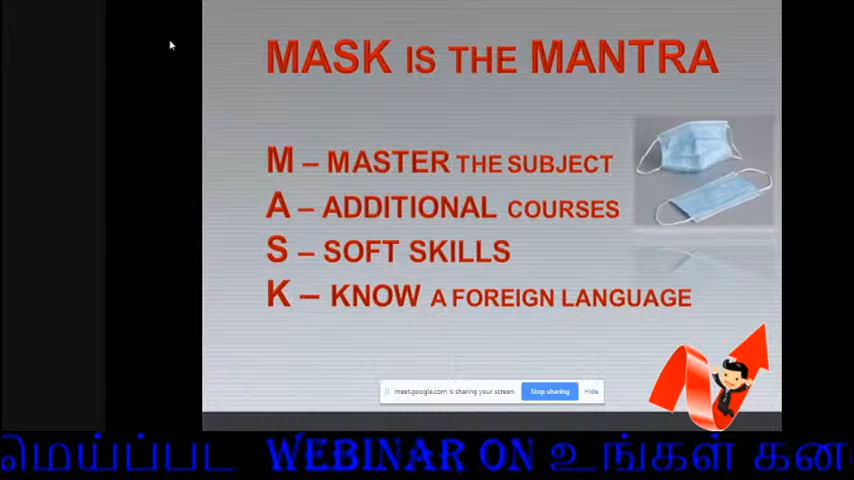 MASK IS THE MANTRA
M – MASTER THE SUBJECT
A – ADDITIONAL COURSES
S – SOFT SKILLS
K – KNOW A FOREIGN LANGUAGE
meet.google.com is sharing your screen. Stop sharing Hide
மெய்ப்பட WEBINAR ON உங்கள் கன